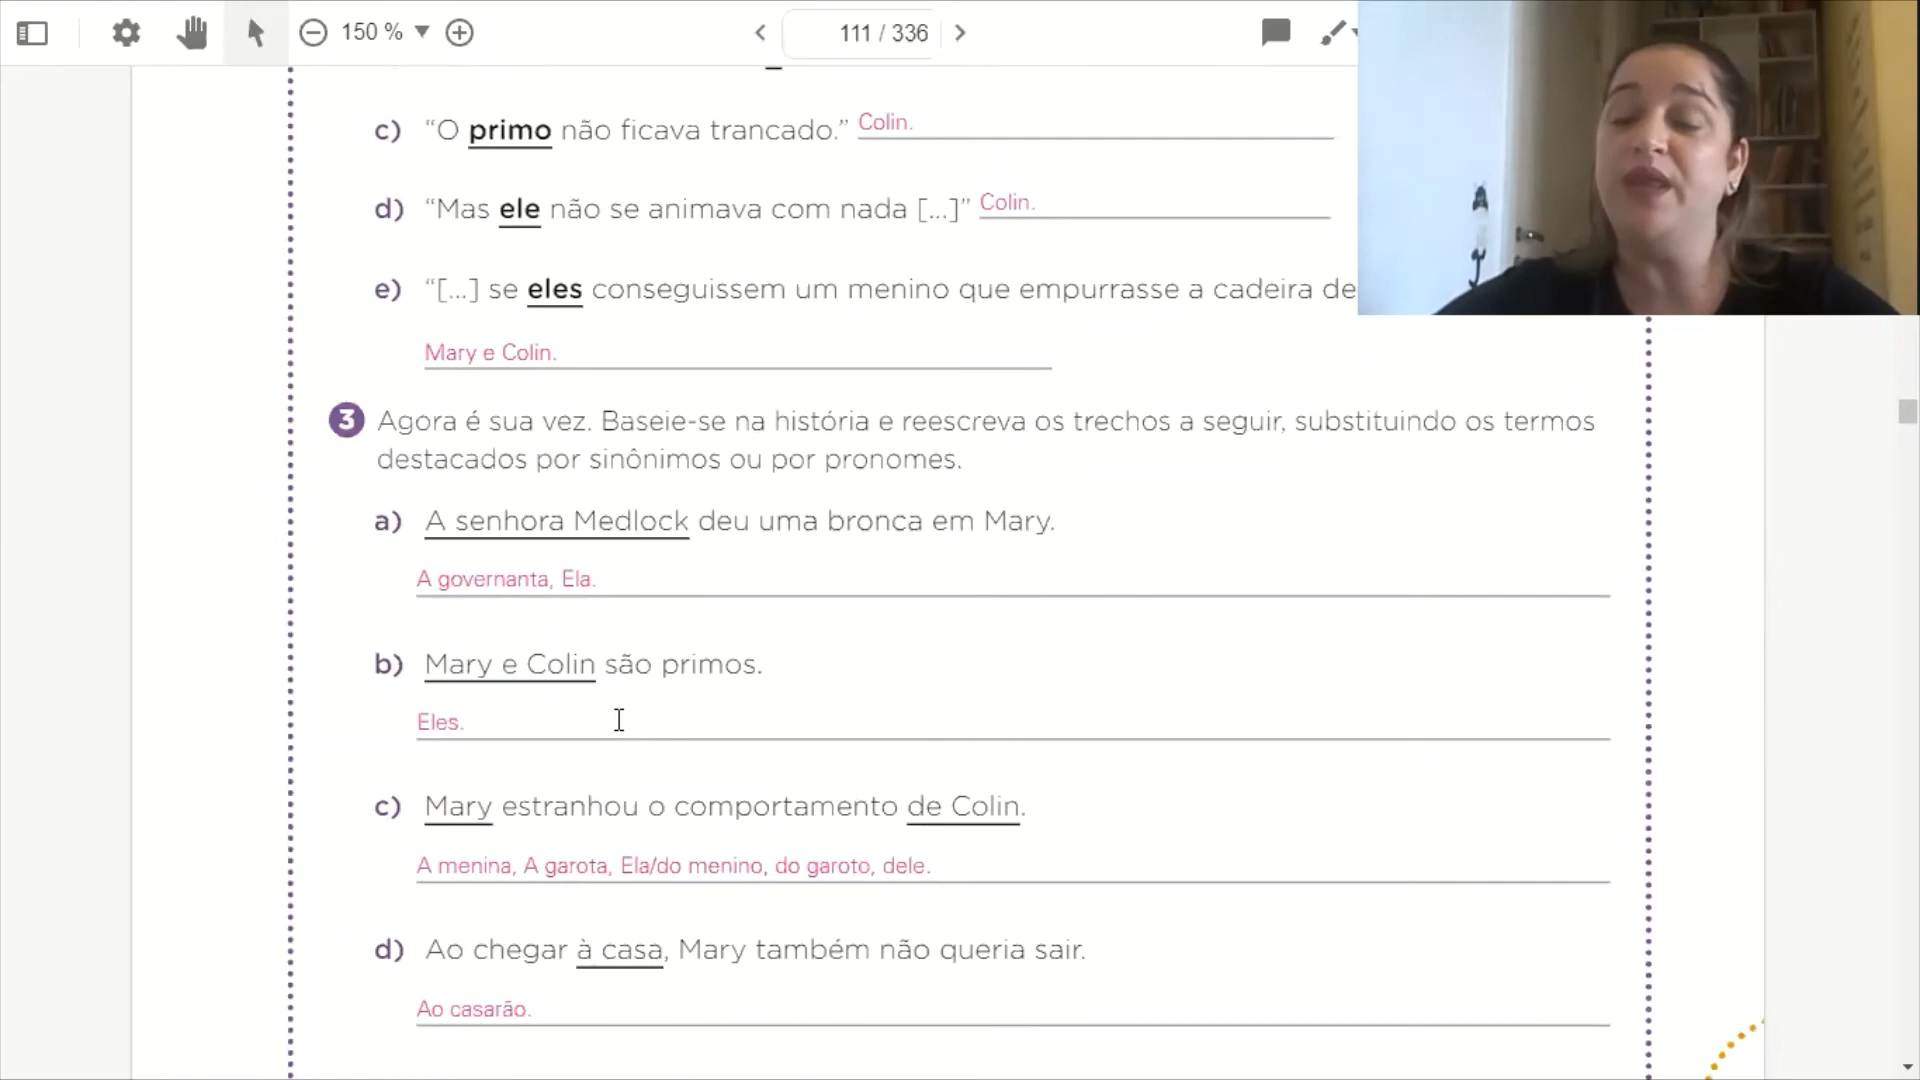 150 %
111 / 336
c) “O primo não ficava trancado.” Colin.
d) “Mas ele não se animava com nada [...]” Colin.
e) “[...] se eles conseguissem um menino que empurrasse a cadeira de
Mary e Colin.
3 Agora é sua vez. Baseie-se na história e reescreva os trechos a seguir, substituindo os termos
destacados por sinônimos ou por pronomes.
a) A senhora Medlock deu uma bronca em Mary.
A governanta, Ela.
b) Mary e Colin são primos.
Eles.
c) Mary estranhou o comportamento de Colin.
A menina, A garota, Ela/do menino, do garoto, dele.
d) Ao chegar à casa, Mary também não queria sair.
Ao casarão.